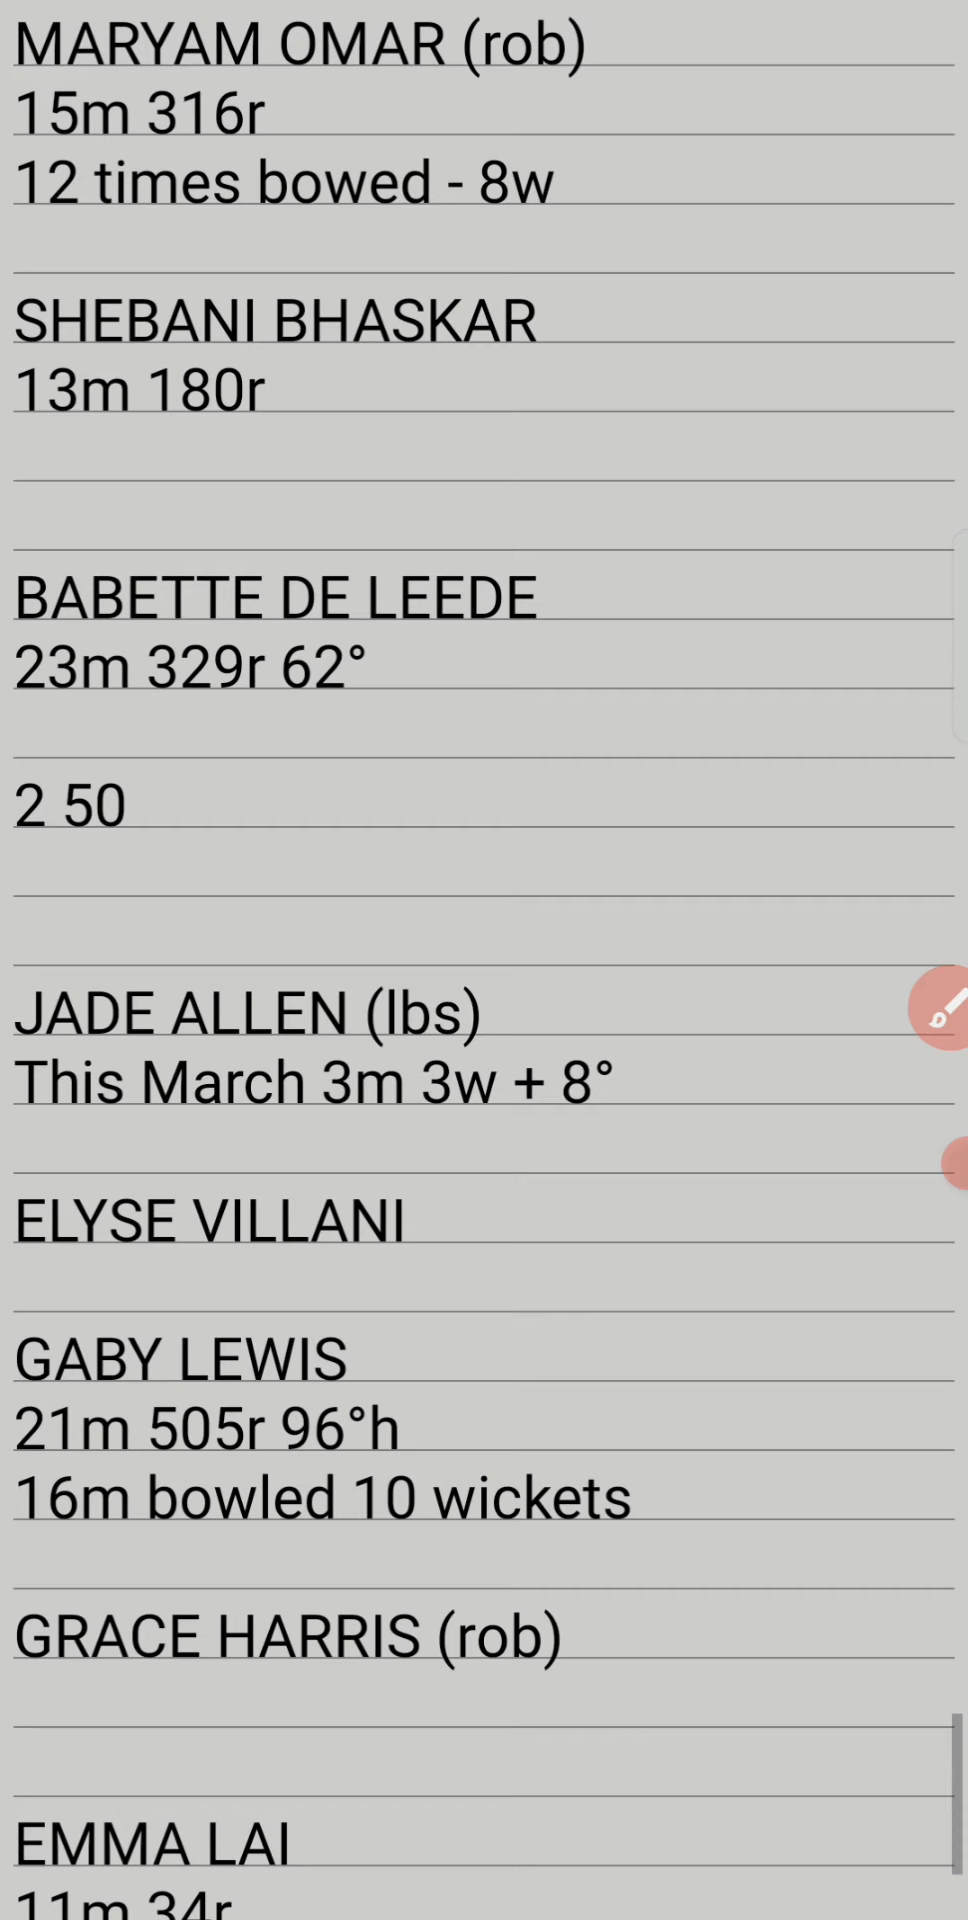 MARYAM OMAR (rob)
15m 316r
12 times bowed - 8w
SHEBANI BHASKAR
13m 180r
BABETTE DE LEEDE
23m 329r 62°
2 50
JADE ALLEN (lbs)
This March 3m 3w + 8°
ELYSE VILLANI
GABY LEWIS
21m 505r 96°h
16m bowled 10 wickets
GRACE HARRIS (rob)
EMMA LAI
11m 34r